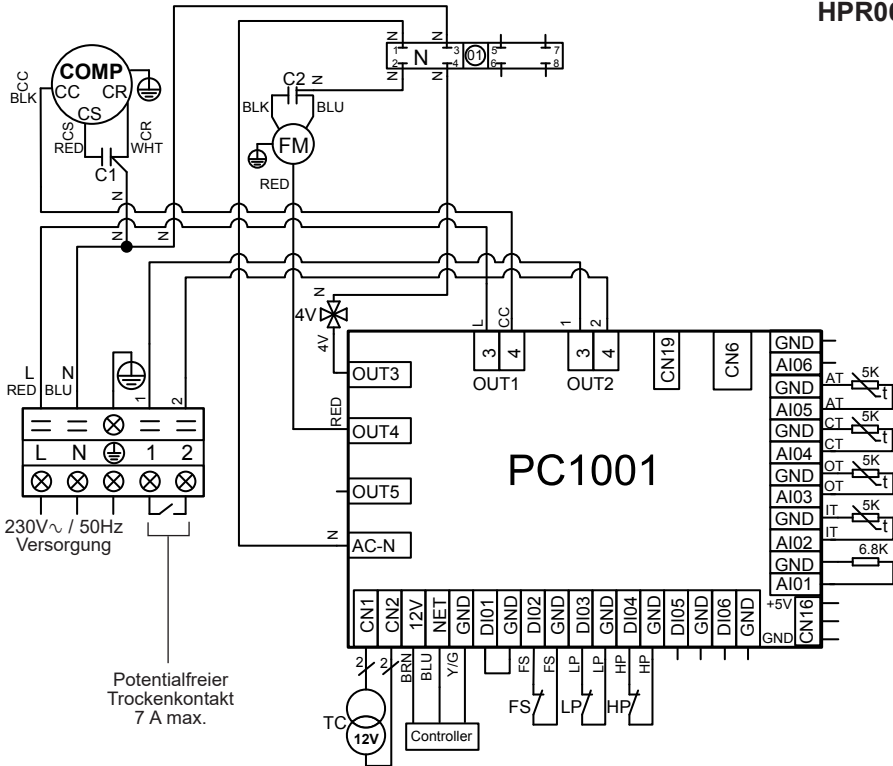 HPR06
COMP
CC
CR
CS
CC
BLK
CS
RED
CR
WHT
C1
N
N
N
C2
N
BLK
BLU
FM
RED
N
N
N
N
1
2
N
3
4
01
5
6
7
8
N
4V
4V
L
CC
1
2
3
4
3
4
OUT1
OUT2
CN19
CN6
OUT3
RED
OUT4
OUT5
N
AC-N
PC1001
GND
AI06
GND
AI05
GND
AI04
GND
AI03
GND
AI02
GND
AI01
+5V
GND
CN16
AT
5K
t
AT
CT
5K
t
CT
OT
5K
t
OT
IT
5K
t
IT
6.8K
L
RED
N
BLU
1
2
L
N
1
2
230V∿ / 50Hz
Versorgung
Potentialfreier
Trockenkontakt
7 A max.
CN1
CN2
12V
NET
GND
DI01
GND
DI02
GND
DI03
GND
DI04
GND
DI05
GND
DI06
GND
2
2
BRN
BLU
Y/G
FS
FS
LP
LP
HP
HP
TC
12V
Controller
FS
LP
HP